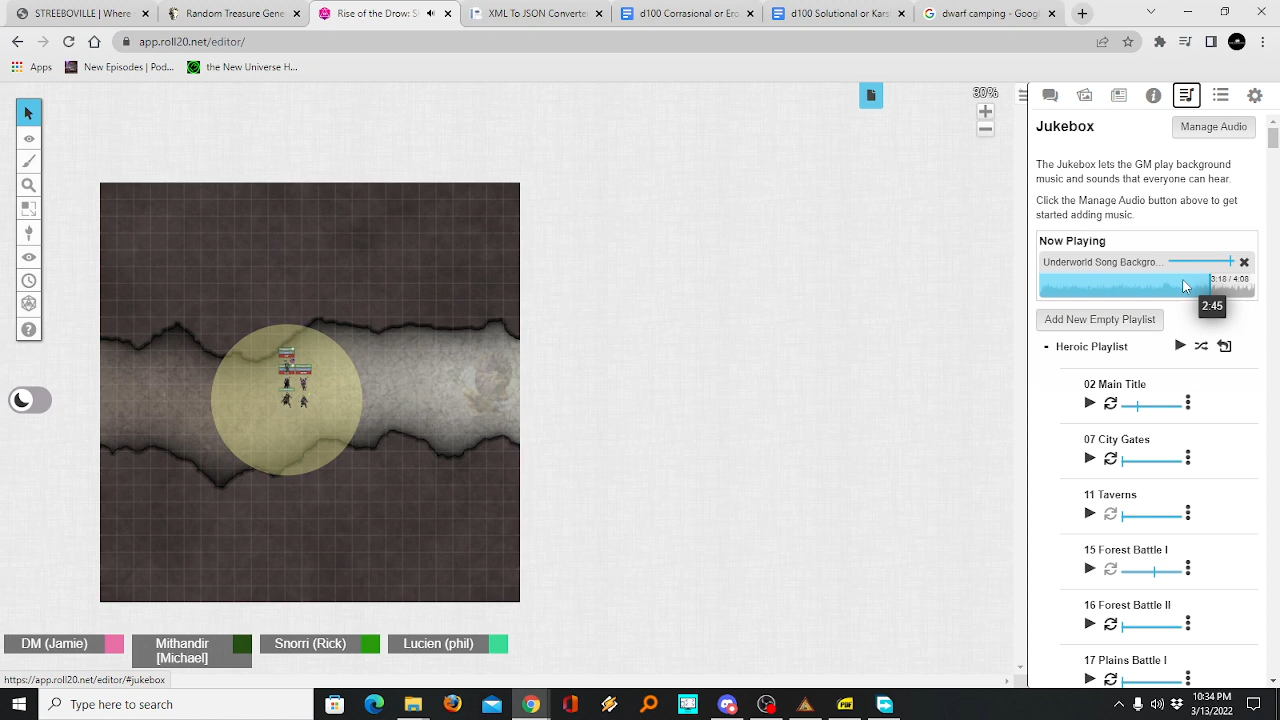 STREEBOVILLE | Where
Random Treasure Gene
Rise of the Drow: S
XML To JSON Converte
d100 Corrasional or Ero
d100 Solutional or Kars
dwarf camping - Goog
app.roll20.net/editor/
Apps
New Episodes | Pod...
the New Universe H...
30%
Jukebox
Manage Audio
The Jukebox lets the GM play background
music and sounds that everyone can hear.
Click the Manage Audio button above to get
started adding music.
Now Playing
Underworld Song Backgro...
3:18 / 4:08
2:45
Add New Empty Playlist
- Heroic Playlist
02 Main Title
07 City Gates
11 Taverns
15 Forest Battle I
16 Forest Battle II
17 Plains Battle I
DM (Jamie)
Mithandir
[Michael]
Snorri (Rick)
Lucien (phil)
https://app.roll20.net/editor/#jukebox
Type here to search
PDF
10:34 PM
3/13/2022